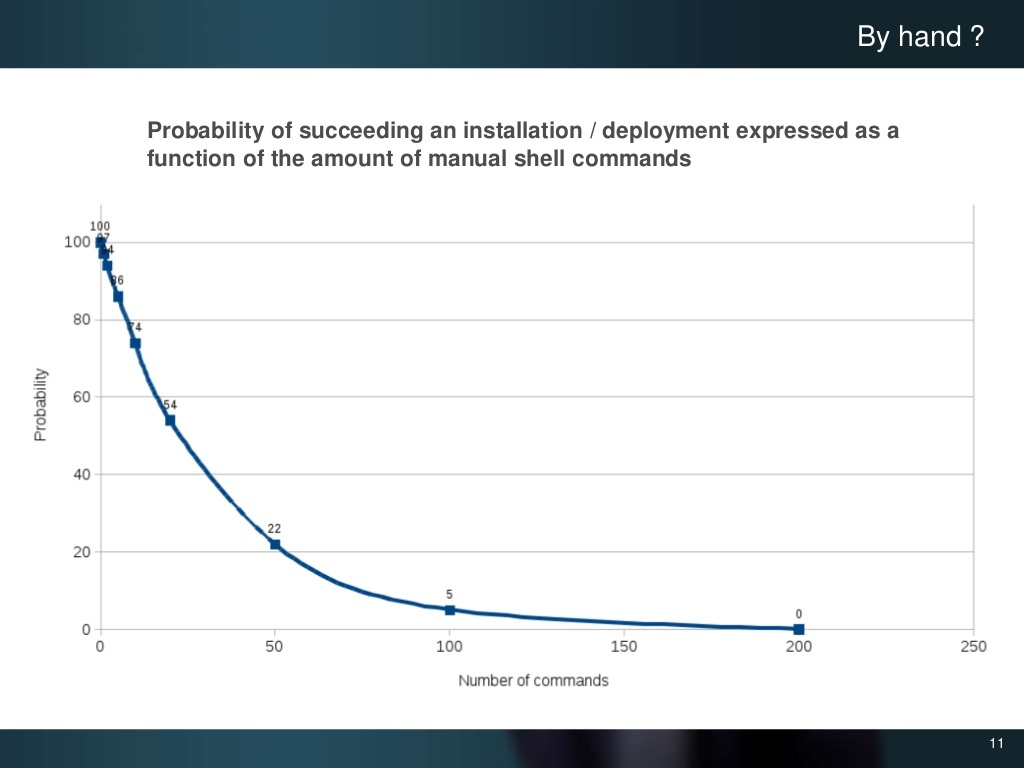 By hand ?
Probability of succeeding an installation / deployment expressed as a
function of the amount of manual shell commands
100
97
94
86
74
54
22
5
0
100
80
60
40
20
0
Probability
0 50 100 150 200 250
Number of commands
11